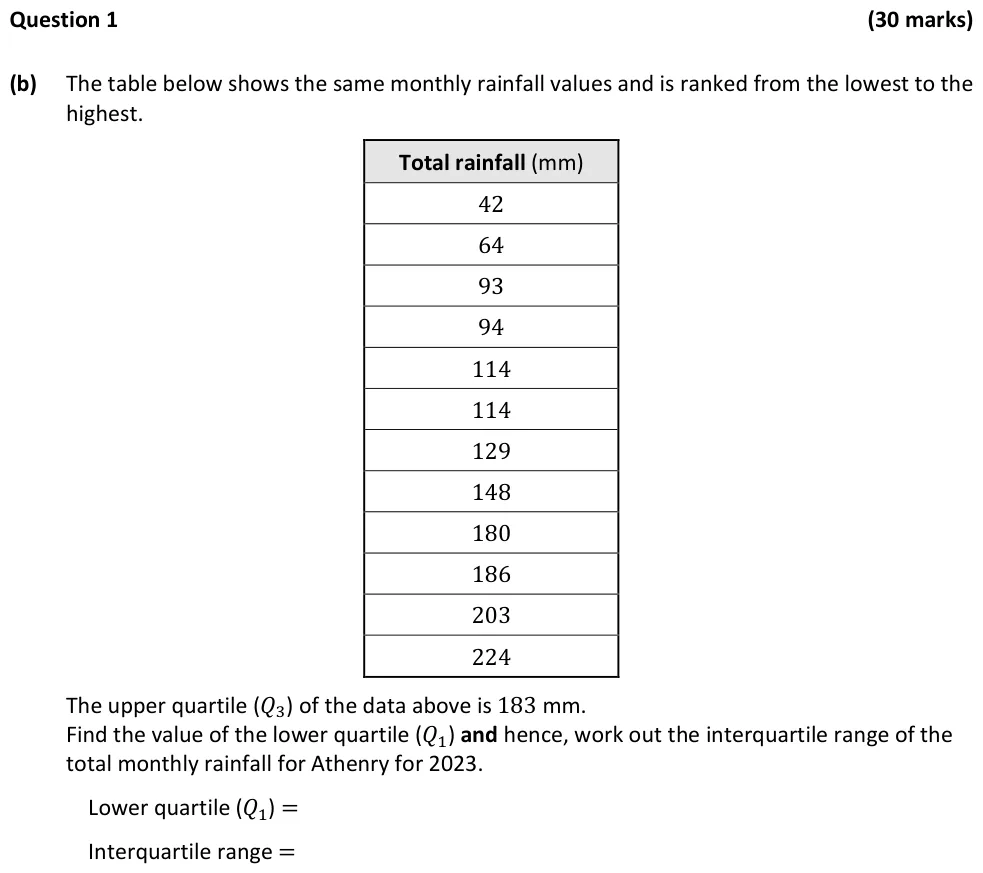 Question 1 (30 marks)
(b) The table below shows the same monthly rainfall values and is ranked from the lowest to the
highest.
Total rainfall (mm)
42
64
93
94
114
114
129
148
180
186
203
224
The upper quartile (Q₃) of the data above is 183 mm.
Find the value of the lower quartile (Q₁) and hence, work out the interquartile range of the
total monthly rainfall for Athenry for 2023.
Lower quartile (Q₁) =
Interquartile range =